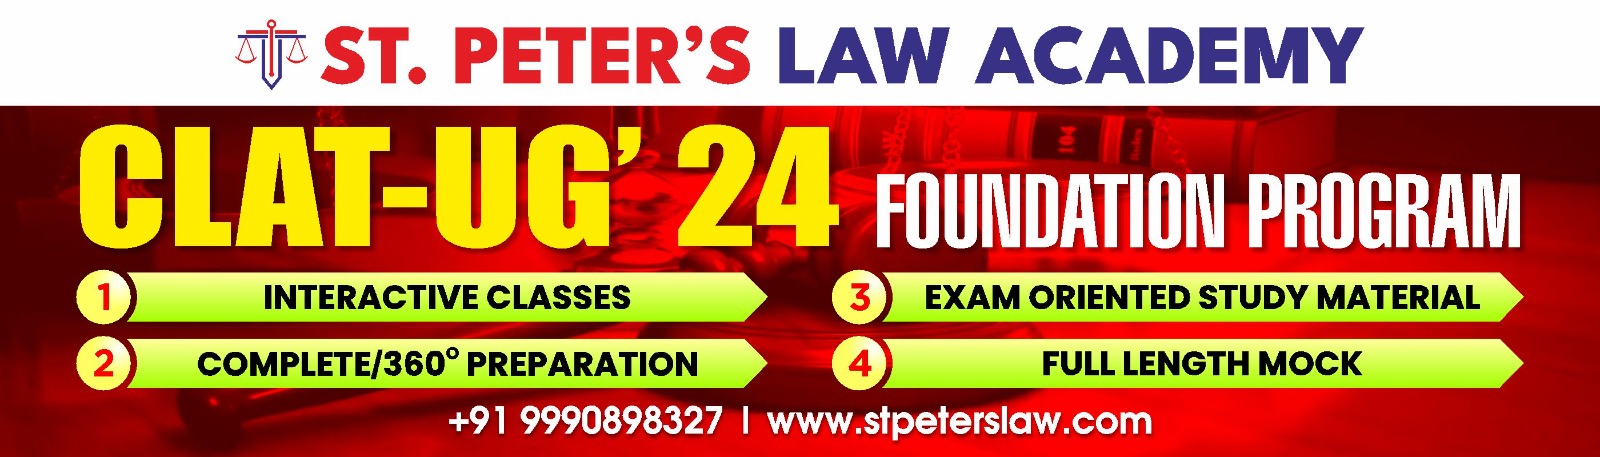 ST. PETER'S LAW ACADEMY
CLAT-UG' 24 FOUNDATION PROGRAM
1 INTERACTIVE CLASSES
2 COMPLETE/360° PREPARATION
3 EXAM ORIENTED STUDY MATERIAL
4 FULL LENGTH MOCK
+91 9990898327 | www.stpeterslaw.com
104